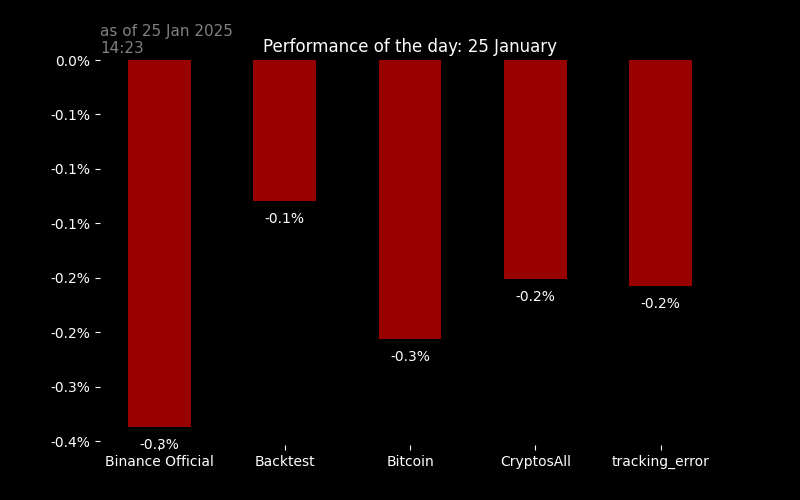 as of 25 Jan 2025
14:23
Performance of the day: 25 January
0.0%
-0.1%
-0.1%
-0.1%
-0.2%
-0.2%
-0.3%
-0.4%
-0.3%
-0.1%
-0.3%
-0.2%
-0.2%
Binance Official
Backtest
Bitcoin
CryptosAll
tracking_error